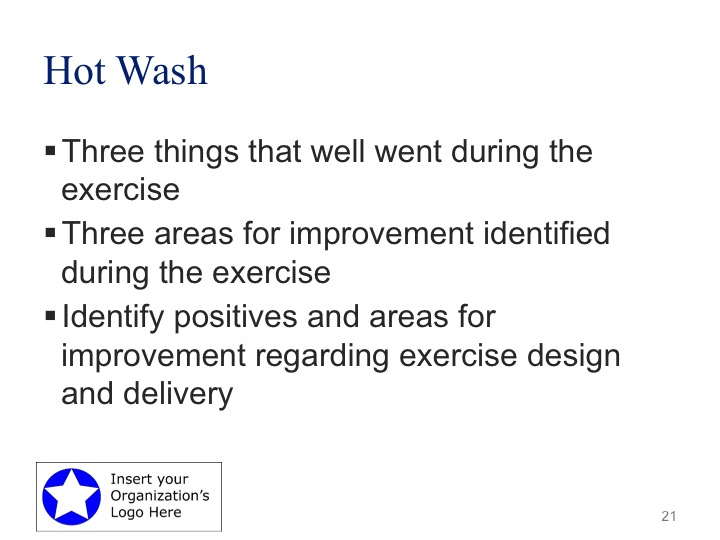 Hot Wash
▪Three things that well went during the
exercise
▪Three areas for improvement identified
during the exercise
▪Identify positives and areas for
improvement regarding exercise design
and delivery
Insert your
Organization's
Logo Here
21